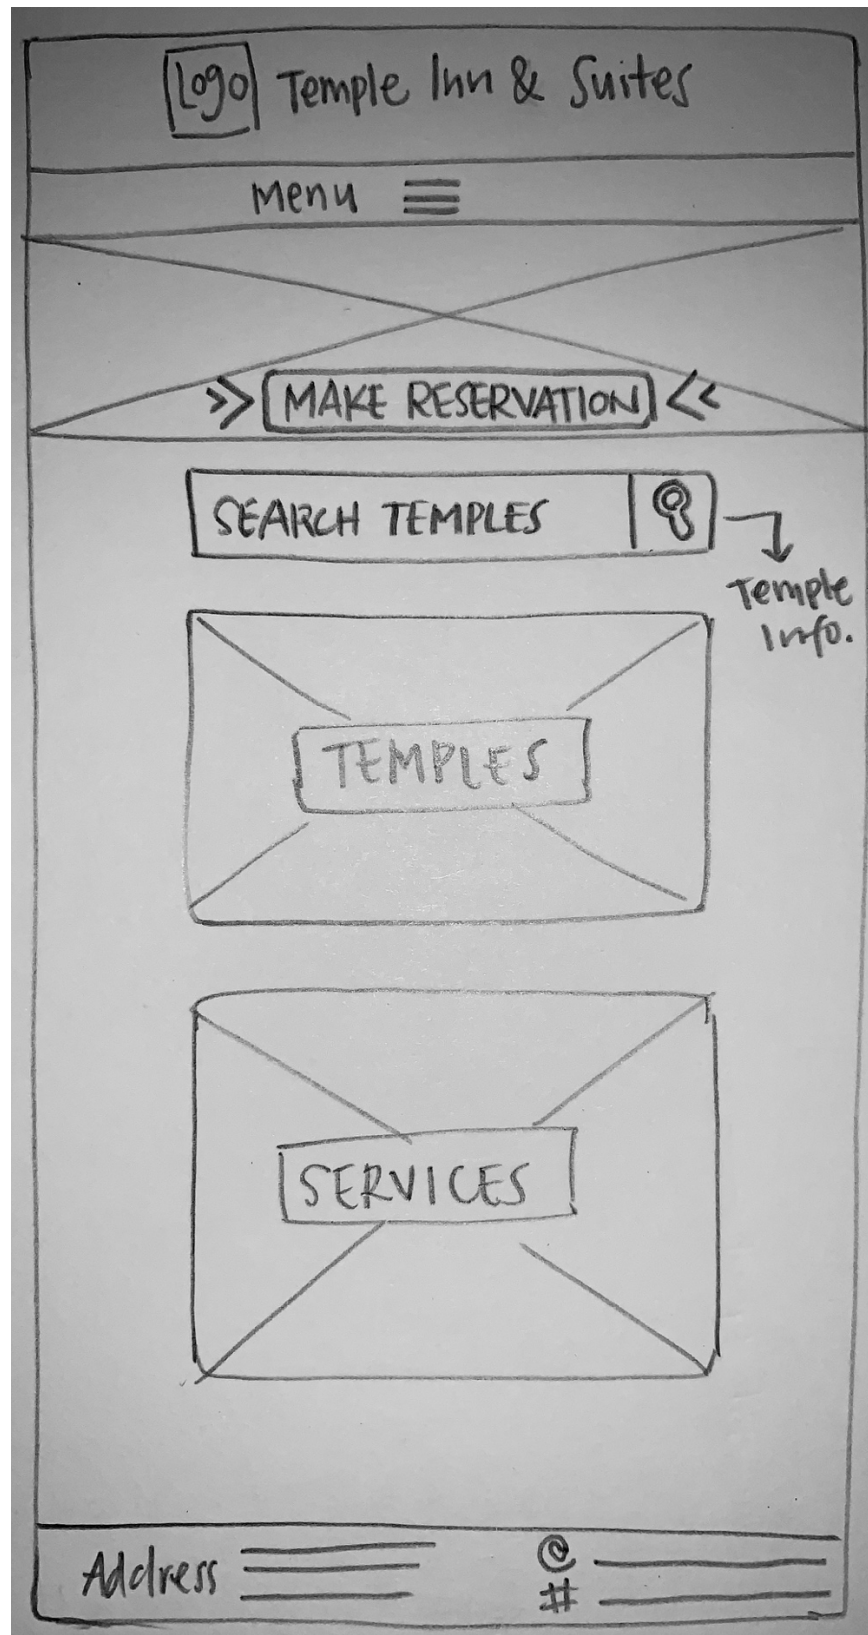 Logo Temple Inn & Suites
Menu
MAKE RESERVATION
SEARCH TEMPLES
Temple
Info.
TEMPLES
SERVICES
Address
@
#